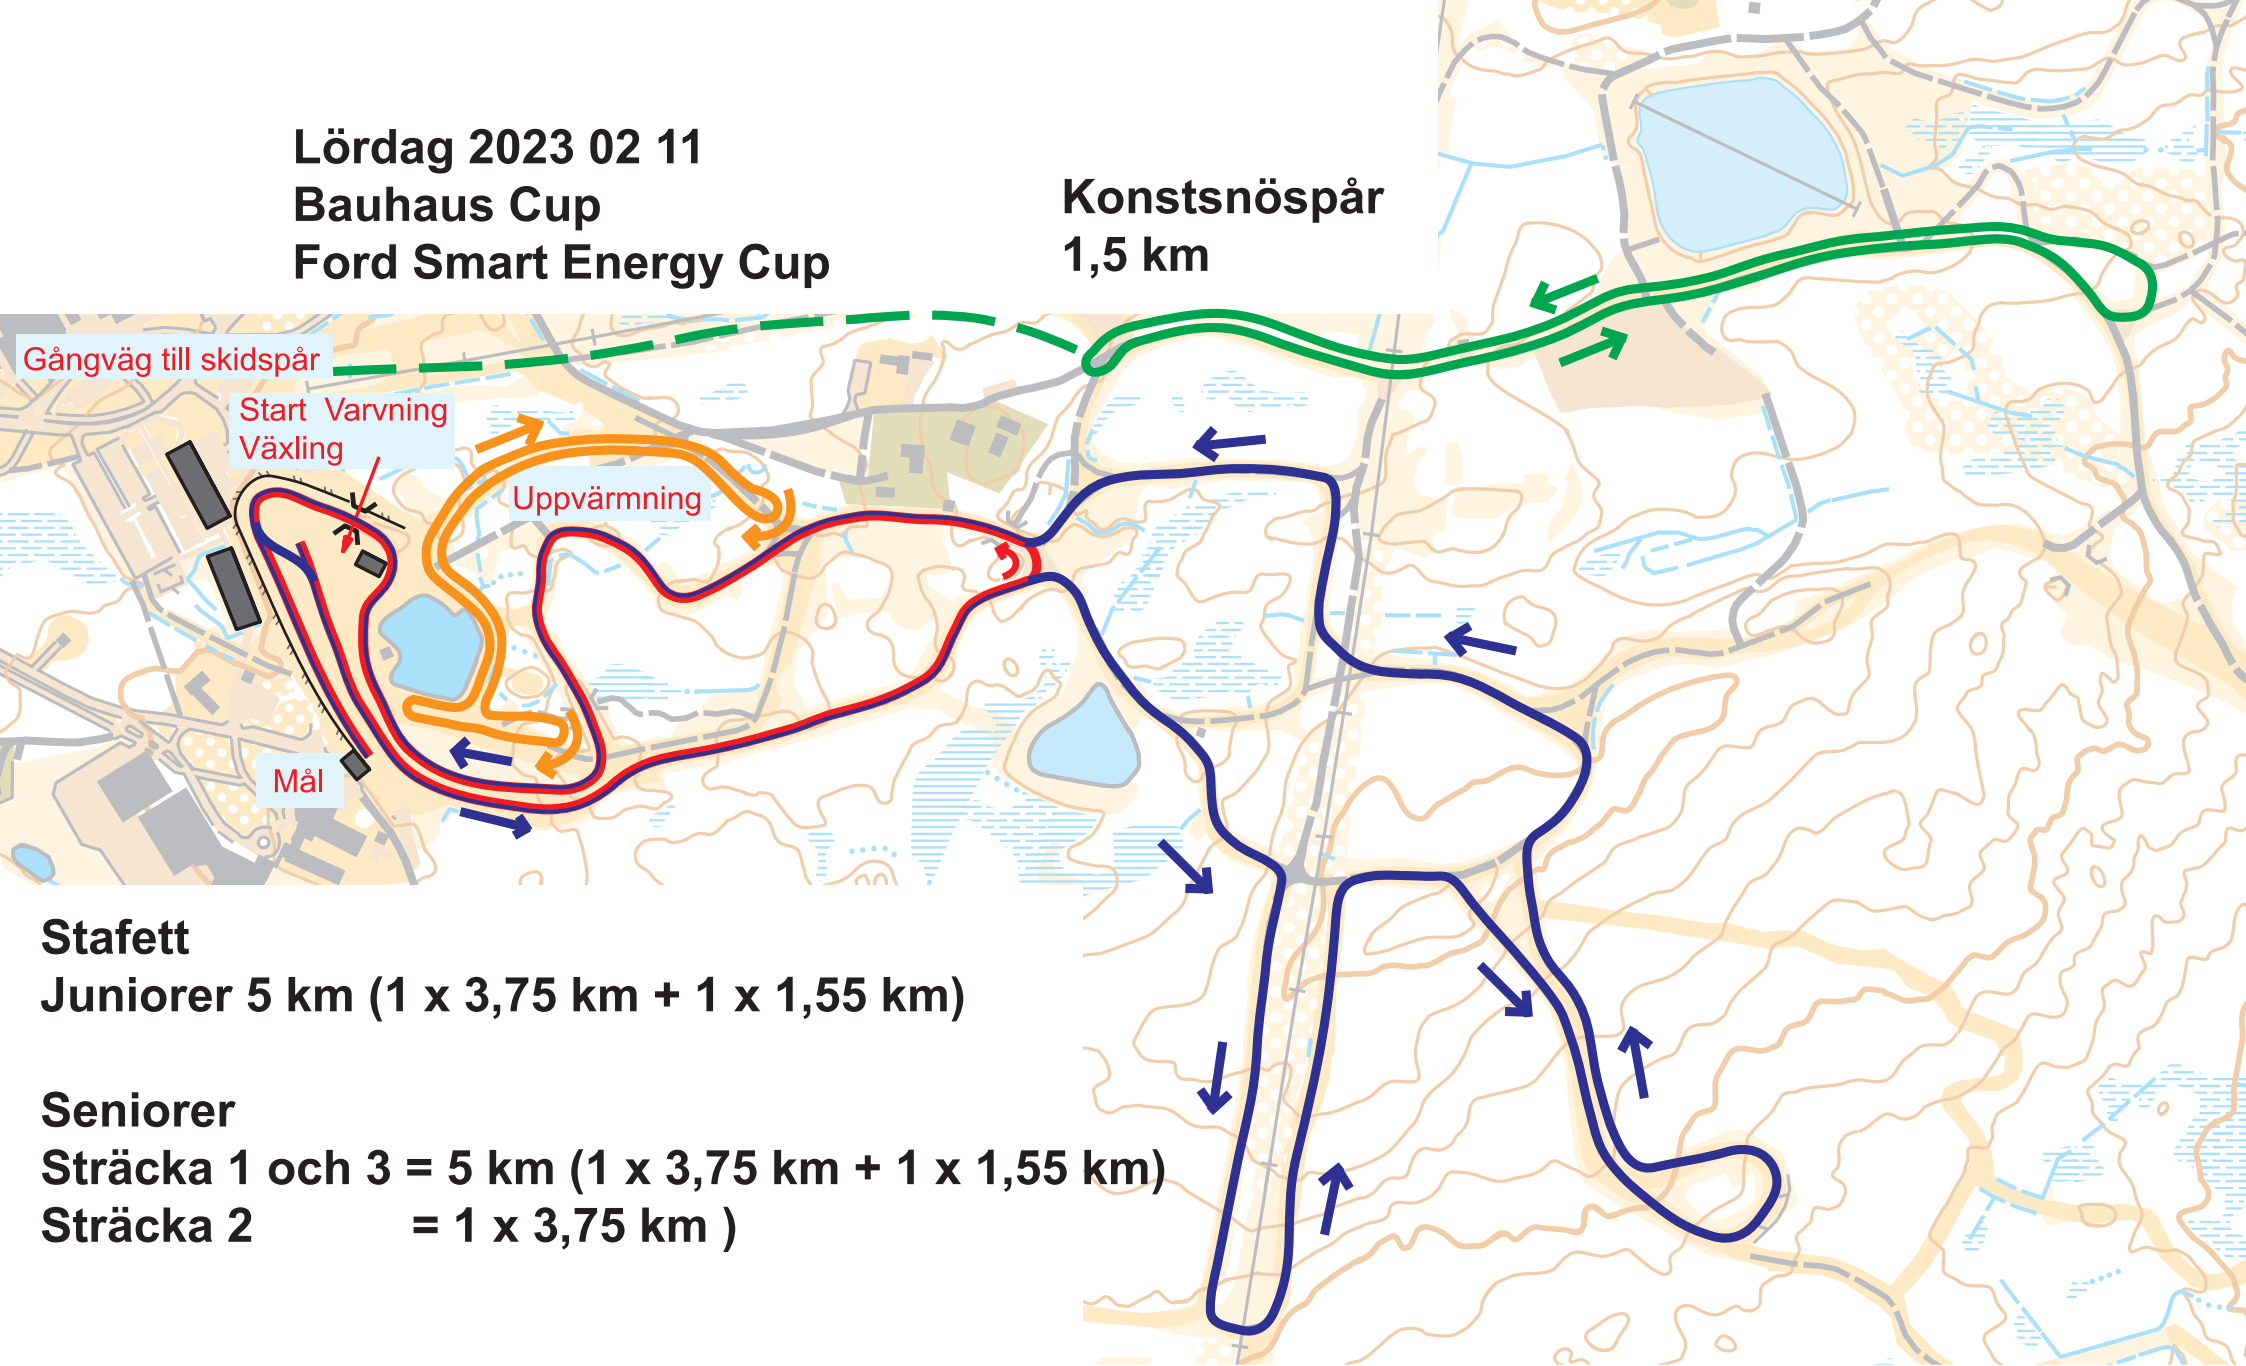 Lördag 2023 02 11
Bauhaus Cup
Ford Smart Energy Cup
Konstsnöspår
1,5 km
Gångväg till skidspår
Start Varvning
Växling
Uppvärmning
Mål
Stafett
Juniorer 5 km (1 x 3,75 km + 1 x 1,55 km)
Seniorer
Sträcka 1 och 3 = 5 km (1 x 3,75 km + 1 x 1,55 km)
Sträcka 2 = 1 x 3,75 km )